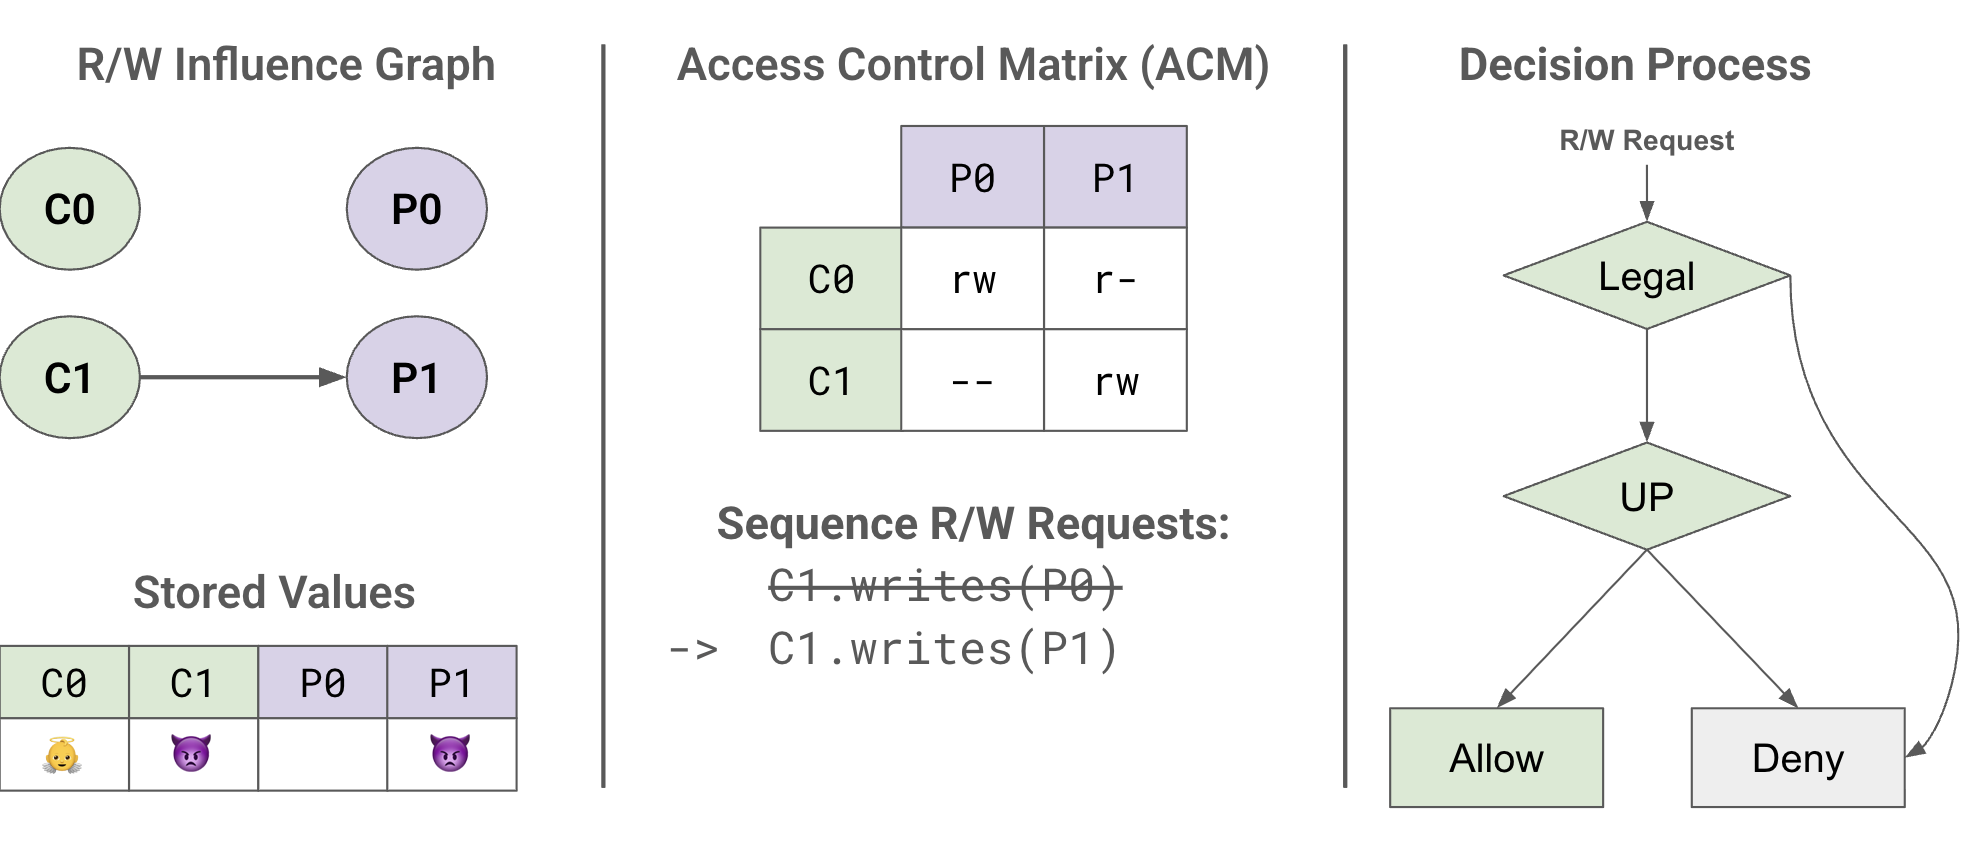 R/W Influence Graph
C0
P0
C1
P1
Stored Values
C0 C1 P0 P1
Access Control Matrix (ACM)
P0 P1
C0 rw r-
C1 -- rw
Sequence R/W Requests:
C1.writes(P0)
-> C1.writes(P1)
Decision Process
R/W Request
Legal
UP
Allow
Deny